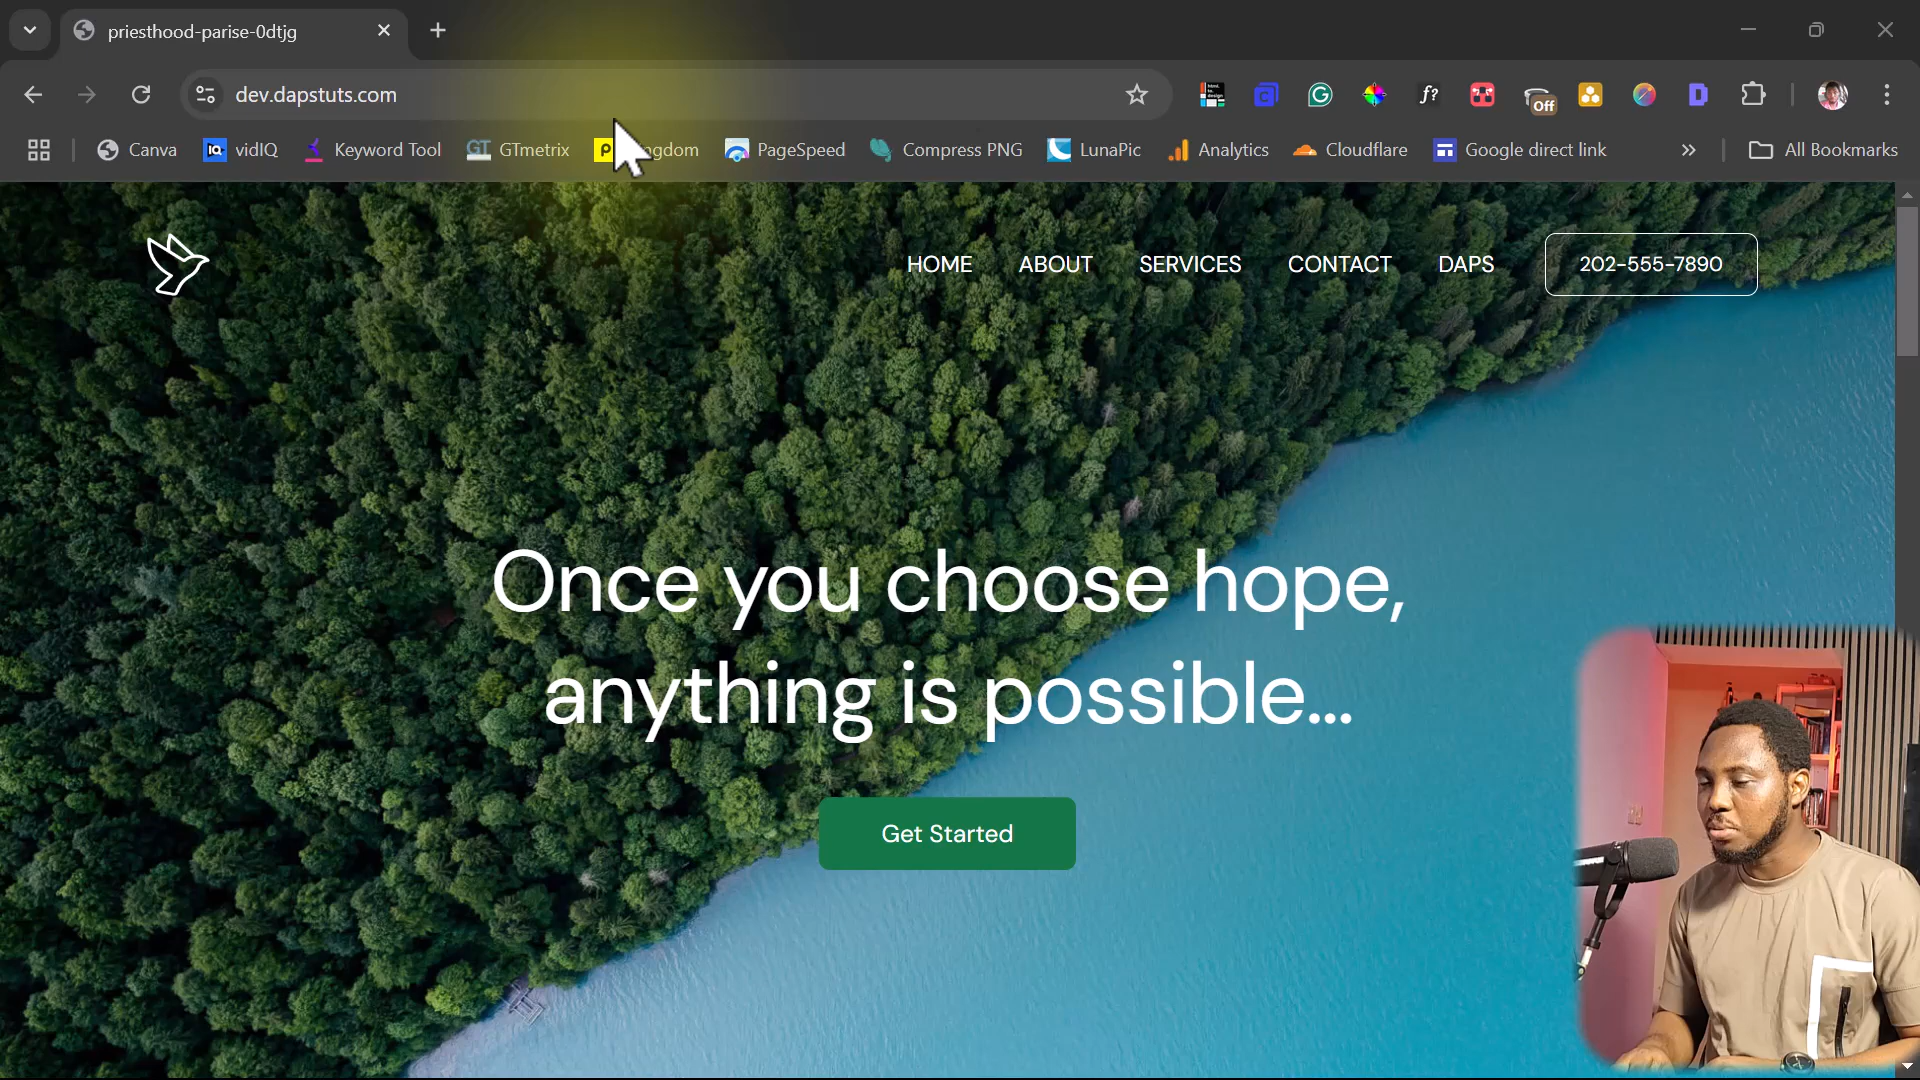 priesthood-parise-0dtjg
dev.dapstuts.com
Off
Canva
vidIQ
Keyword Tool
GTmetrix
PageSpeed
Compress PNG
LunaPic
Analytics
Cloudflare
Google direct link
All Bookmarks
HOME
ABOUT
SERVICES
CONTACT
DAPS
202-555-7890
Once you choose hope,
anything is possible...
Get Started